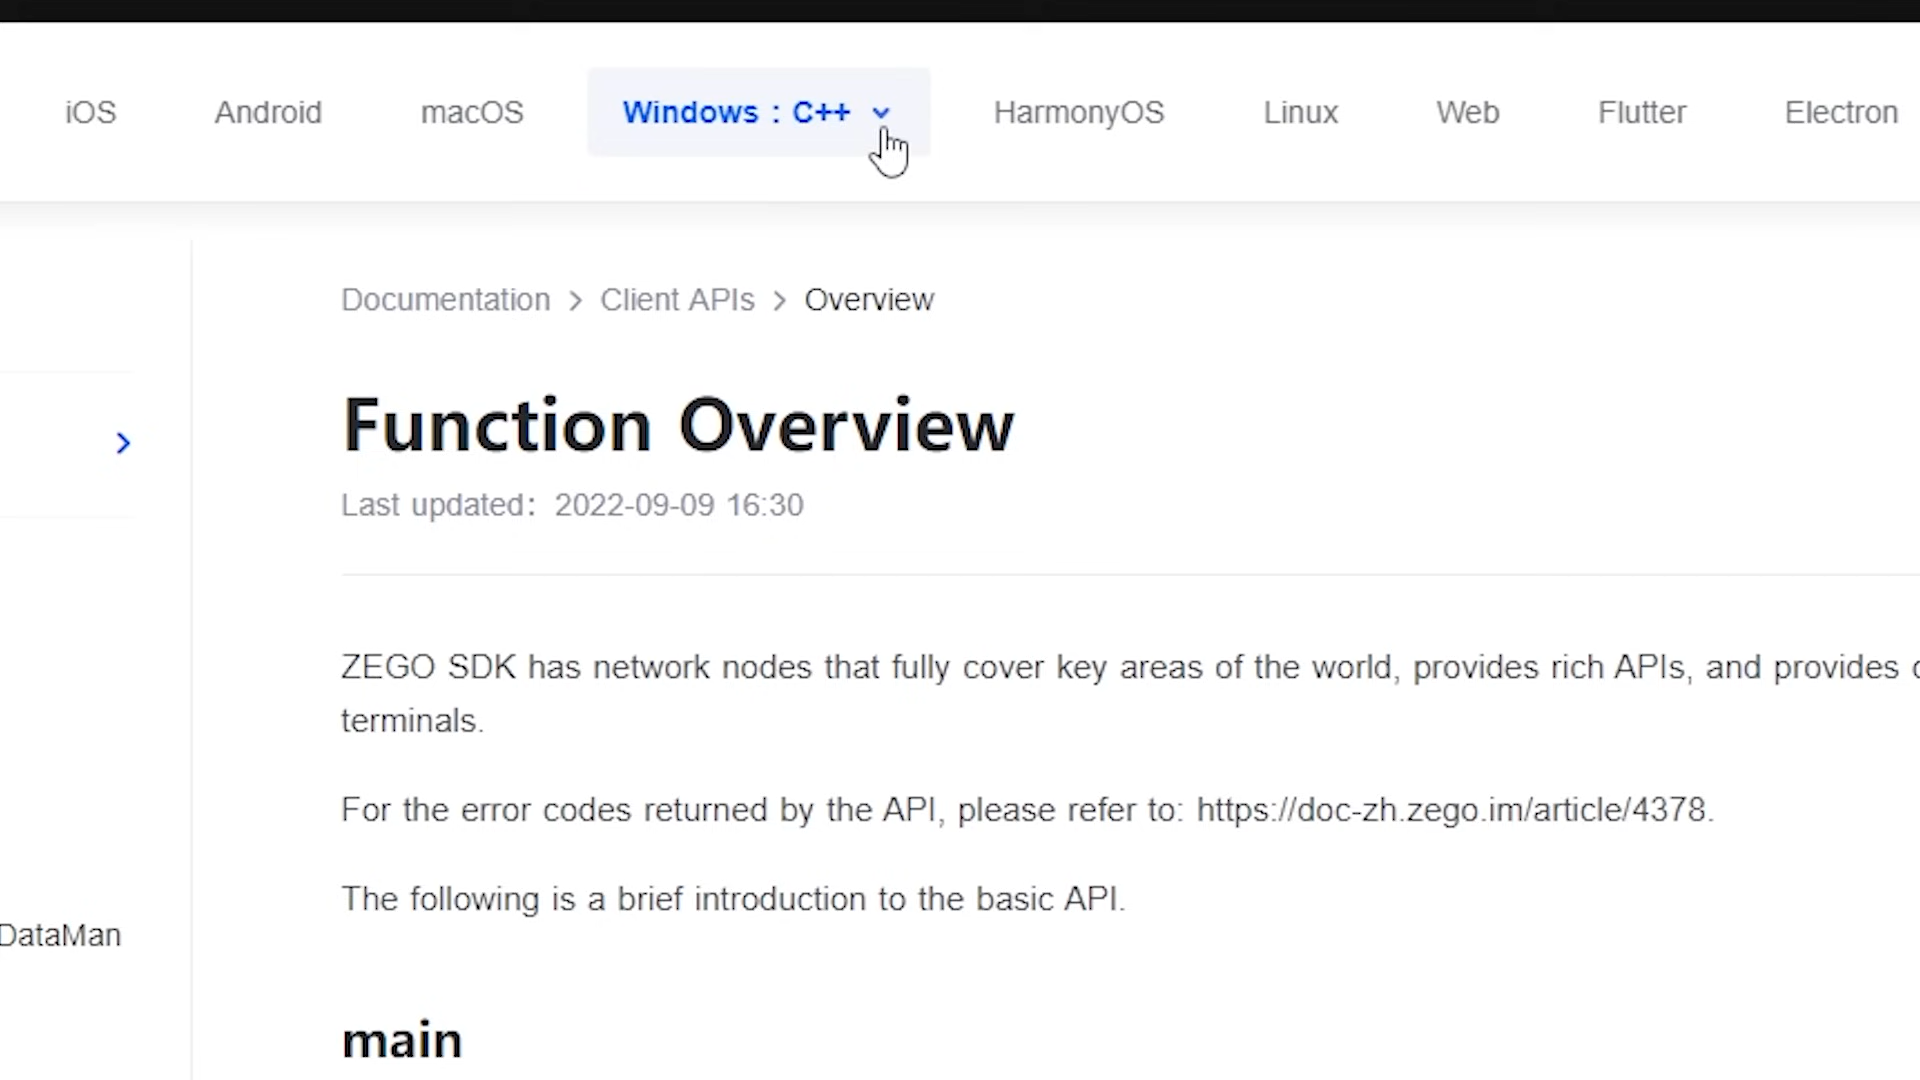 iOS Android macOS Windows : C++ HarmonyOS Linux Web Flutter Electron
Documentation > Client APIs > Overview
Function Overview
Last updated: 2022-09-09 16:30
ZEGO SDK has network nodes that fully cover key areas of the world, provides rich APIs, and provides
terminals.
For the error codes returned by the API, please refer to: https://doc-zh.zego.im/article/4378.
The following is a brief introduction to the basic API.
DataMan
main